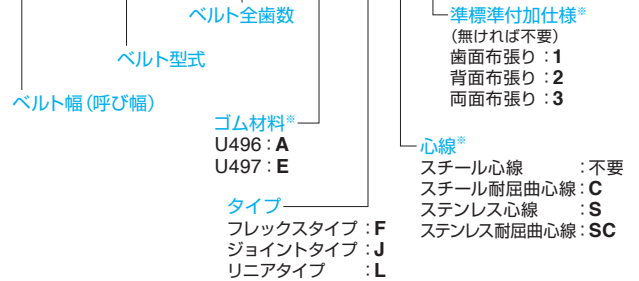 ベルト全歯数
ベルト型式
ベルト幅(呼び幅)
ゴム材料※
U496:A
U497:E
タイプ
フレックスタイプ:F
ジョイントタイプ:J
リニアタイプ:L
準標準付加仕様※
(無ければ不要)
歯面布張り:1
背面布張り:2
両面布張り:3
心線※
スチール心線:不要
スチール耐屈曲心線:C
ステンレス心線:S
ステンレス耐屈曲心線:SC